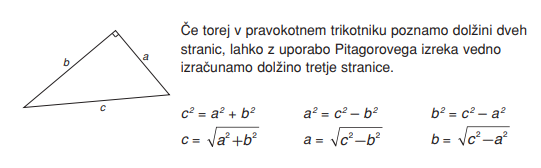 Če torej v pravokotnem trikotniku poznamo dolžini dveh
stranic, lahko z uporabo Pitagorovega izreka vedno
izračunamo dolžino tretje stranice.
b
a
c
c² = a² + b² a² = c² – b² b² = c² – a²
c = √(a²+b²) a = √(c²–b²) b = √(c²–a²)